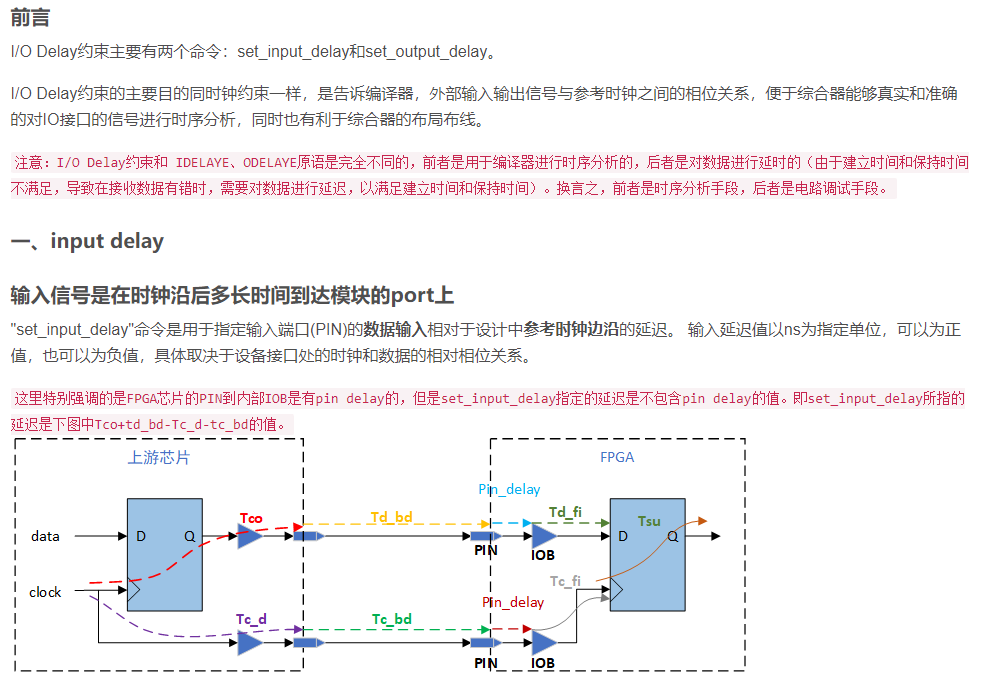 前言
I/O Delay约束主要有两个命令：set_input_delay和set_output_delay。
I/O Delay约束的主要目的同时钟约束一样，是告诉编译器，外部输入输出信号与参考时钟之间的相位关系，便于综合器能够真实和准确
的对IO接口的信号进行时序分析，同时也有利于综合器的布局布线。
注意：I/O Delay约束和 IDELAYE、ODELAYE原语是完全不同的，前者是用于编译器进行时序分析的，后者是对数据进行延时的（由于建立时间和保持时间
不满足，导致在接收数据有错时，需要对数据进行延迟，以满足建立时间和保持时间）。换言之，前者是时序分析手段，后者是电路调试手段。
一、input delay
输入信号是在时钟沿后多长时间到达模块的port上
"set_input_delay"命令是用于指定输入端口(PIN)的数据输入相对于设计中参考时钟边沿的延迟。 输入延迟值以ns为指定单位，可以为正
值，也可以为负值，具体取决于设备接口处的时钟和数据的相对相位关系。
这里特别强调的是FPGA芯片的PIN到内部IOB是有pin delay的，但是set_input_delay指定的延迟是不包含pin delay的值。即set_input_delay所指的
延迟是下图中Tco+td_bd-Tc_d-tc_bd的值。
上游芯片
FPGA
Pin_delay
Tco
Td_bd
Td_fi
Tsu
data
D
Q
PIN
IOB
D
Q
clock
Tc_fi
Pin_delay
Tc_d
Tc_bd
PIN
IOB